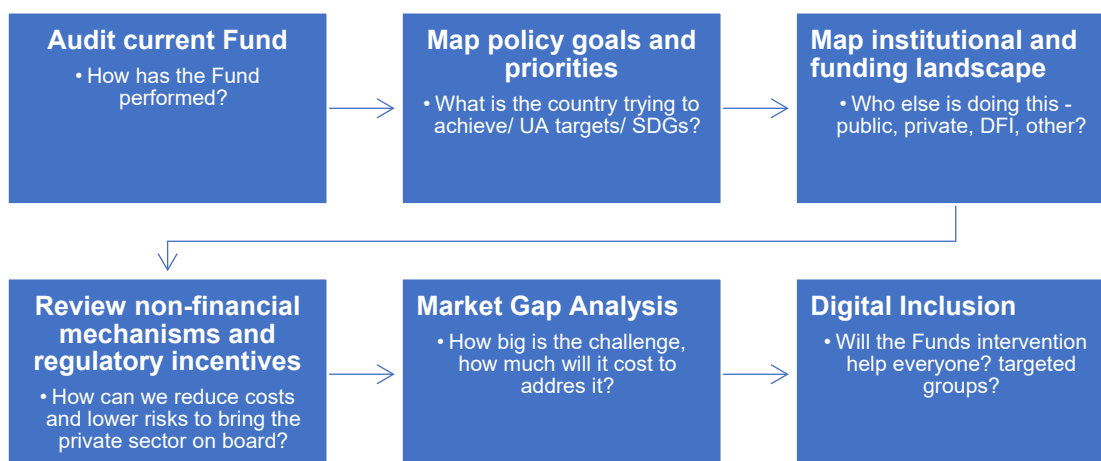 Audit current Fund
• How has the Fund
performed?
Map policy goals and
priorities
• What is the country trying to
achieve/ UA targets/ SDGs?
Map institutional and
funding landscape
• Who else is doing this -
public, private, DFI, other?
Review non-financial
mechanisms and
regulatory incentives
• How can we reduce costs
and lower risks to bring the
private sector on board?
Market Gap Analysis
• How big is the challenge,
how much will it cost to
addres it?
Digital Inclusion
• Will the Funds intervention
help everyone? targeted
groups?